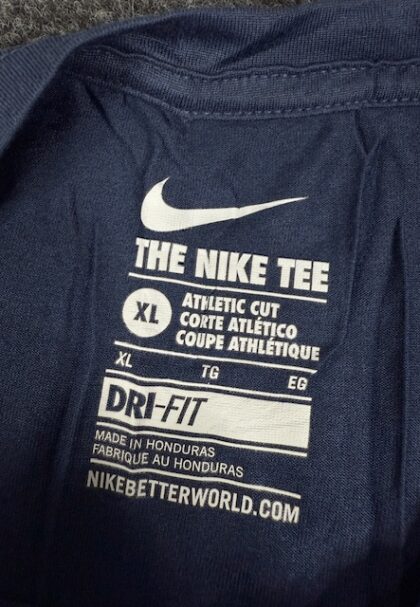 THE NIKE TEE
XL
ATHLETIC CUT
CORTE ATLÉTICO
COUPE ATHLÉTIQUE
XL TG EG
DRI-FIT
MADE IN HONDURAS
FABRIQUE AU HONDURAS
NIKEBETTERWORLD.COM